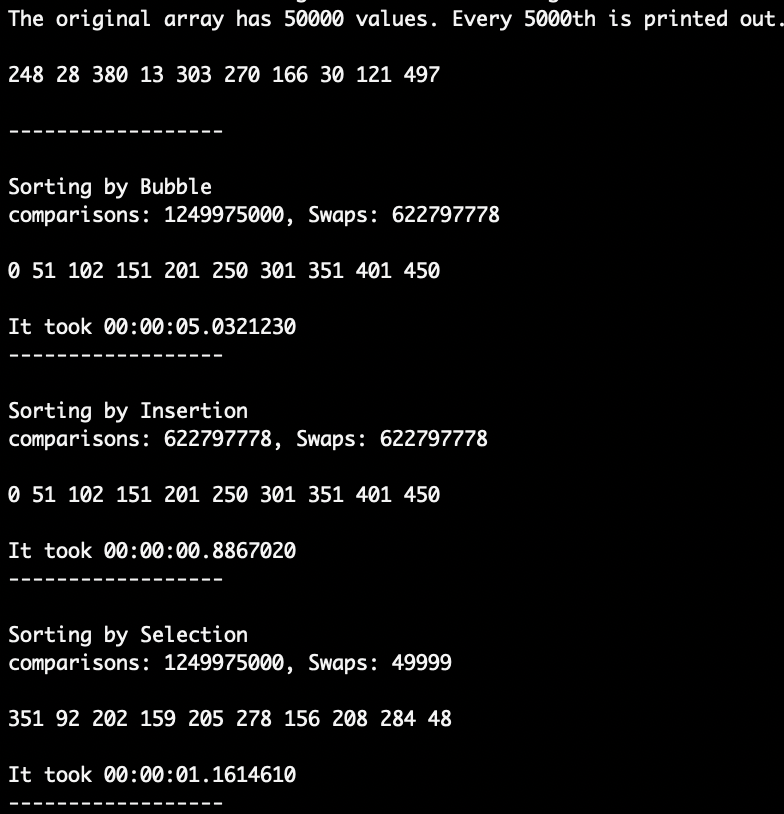 The original array has 50000 values. Every 5000th is printed out.
248 28 380 13 303 270 166 30 121 497
------------------
Sorting by Bubble
comparisons: 1249975000, Swaps: 622797778
0 51 102 151 201 250 301 351 401 450
It took 00:00:05.0321230
------------------
Sorting by Insertion
comparisons: 622797778, Swaps: 622797778
0 51 102 151 201 250 301 351 401 450
It took 00:00:00.8867020
------------------
Sorting by Selection
comparisons: 1249975000, Swaps: 49999
351 92 202 159 205 278 156 208 284 48
It took 00:00:01.1614610
------------------